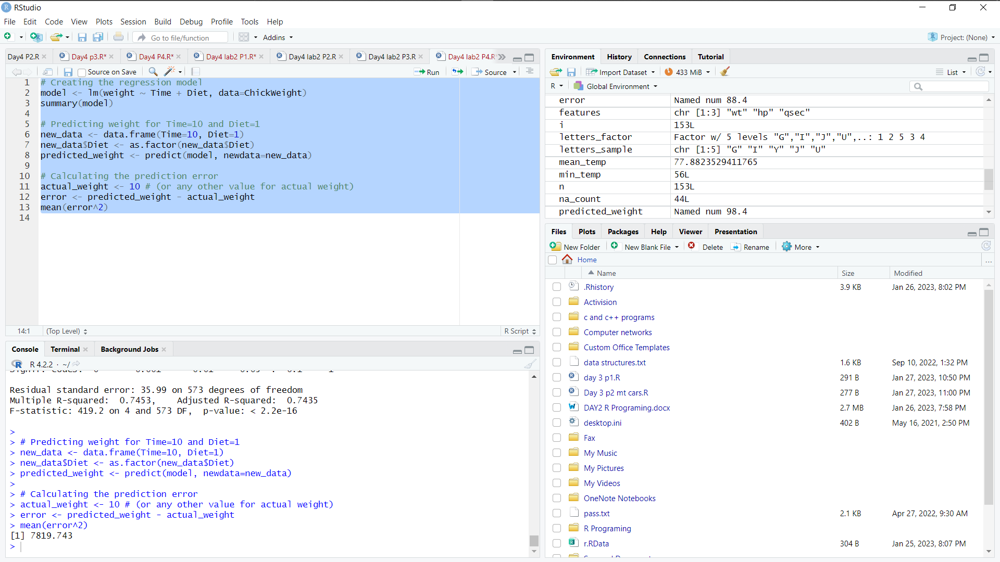 RStudio
File Edit Code View Plots Session Build Debug Profile Tools Help
Go to file/function Addins Project: (None)
Day4 P2.R Day4 p3.R* Day4 P4.R* Day4 lab2 P1.R* Day4 lab2 P2.R Day4 lab2 P3.R Day4 lab2 P4.R
Source on Save Run Source
1 # Creating the regression model
2 model <- lm(weight ~ Time + Diet, data=ChickWeight)
3 summary(model)
4
5 # Predicting weight for Time=10 and Diet=1
6 new_data <- data.frame(Time=10, Diet=1)
7 new_data$Diet <- as.factor(new_data$Diet)
8 predicted_weight <- predict(model, newdata=new_data)
9
10 # Calculating the prediction error
11 actual_weight <- 10 # (or any other value for actual weight)
12 error <- predicted_weight - actual_weight
13 mean(error^2)
14
14:1 (Top Level) R Script
Console Terminal Background Jobs
R 4.2.2 · ~/
Residual standard error: 35.99 on 573 degrees of freedom
Multiple R-squared:  0.7453,    Adjusted R-squared:  0.7435
F-statistic: 419.2 on 4 and 573 DF,  p-value: < 2.2e-16
>
> # Predicting weight for Time=10 and Diet=1
> new_data <- data.frame(Time=10, Diet=1)
> new_data$Diet <- as.factor(new_data$Diet)
> predicted_weight <- predict(model, newdata=new_data)
>
> # Calculating the prediction error
> actual_weight <- 10 # (or any other value for actual weight)
> error <- predicted_weight - actual_weight
> mean(error^2)
[1] 7819.743
>
Environment History Connections Tutorial
Import Dataset 433 MiB List
R Global Environment
error Named num 88.4
features chr [1:3] "wt" "hp" "qsec"
i 153L
letters_factor Factor w/ 5 levels "G","I","J","U",..: 1 2 5 3 4
letters_sample chr [1:5] "G" "I" "Y" "J" "U"
mean_temp 77.8823529411765
min_temp 56L
n 153L
na_count 44L
predicted_weight Named num 98.4
Files Plots Packages Help Viewer Presentation
New Folder New Blank File Delete Rename More
Home ...
Name Size Modified
.Rhistory 3.9 KB Jan 26, 2023, 8:02 PM
Activision
c and c++ programs
Computer networks
Custom Office Templates
data structures.txt 1.6 KB Sep 10, 2022, 1:32 PM
day 3 p1.R 291 B Jan 27, 2023, 10:50 PM
Day 3 p2 mt cars.R 277 B Jan 27, 2023, 11:00 PM
DAY2 R Programing.docx 2.7 MB Jan 26, 2023, 7:58 PM
desktop.ini 402 B May 16, 2021, 2:50 PM
Fax
My Music
My Pictures
My Videos
OneNote Notebooks
pass.txt 2.1 KB Apr 27, 2022, 9:30 AM
R Programing
r.RData 304 B Jan 25, 2023, 8:07 PM